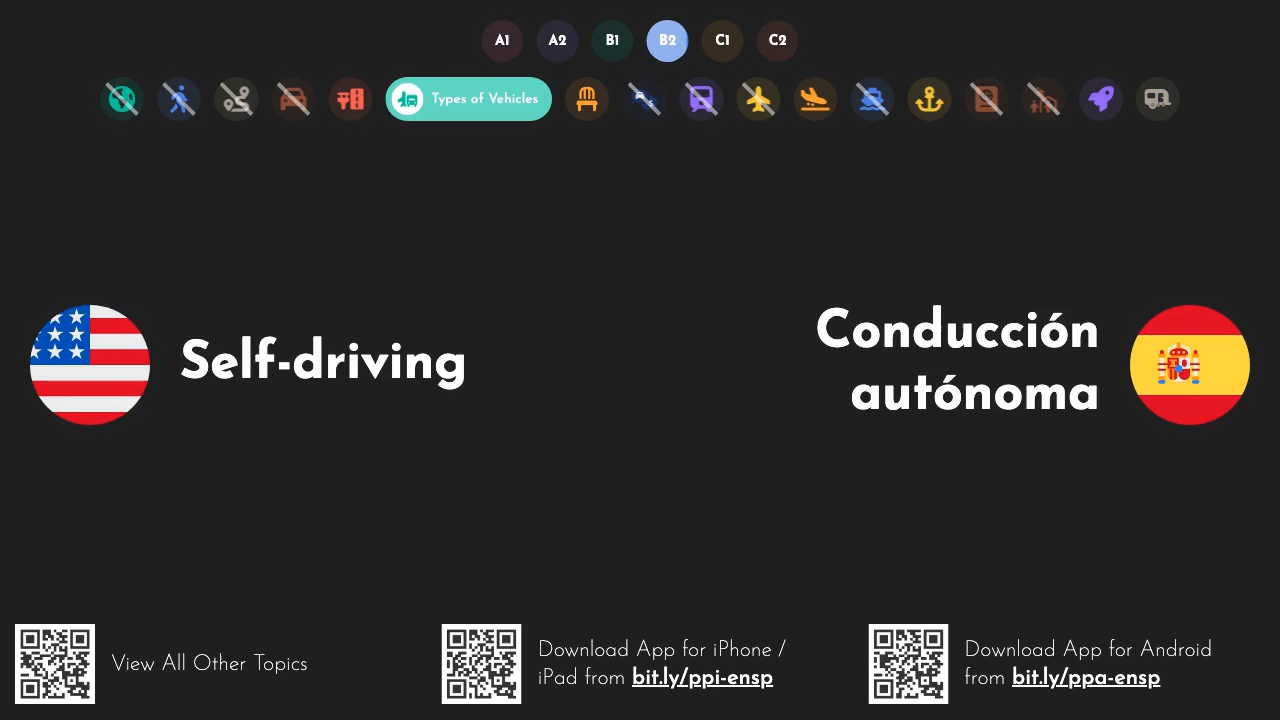 A1 A2 B1 B2 C1 C2
Types of Vehicles
Self-driving
Conducción
autónoma
View All Other Topics
Download App for iPhone /
iPad from bit.ly/ppi-ensp
Download App for Android
from bit.ly/ppa-ensp